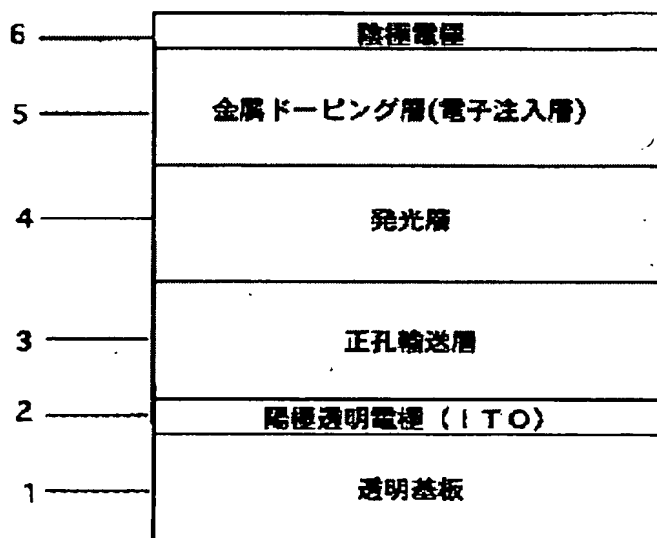 6 陰極電極
5 金属ドーピング層(電子注入層)
4 発光層
3 正孔輸送層
2 陽極透明電極(ITO)
1 透明基板